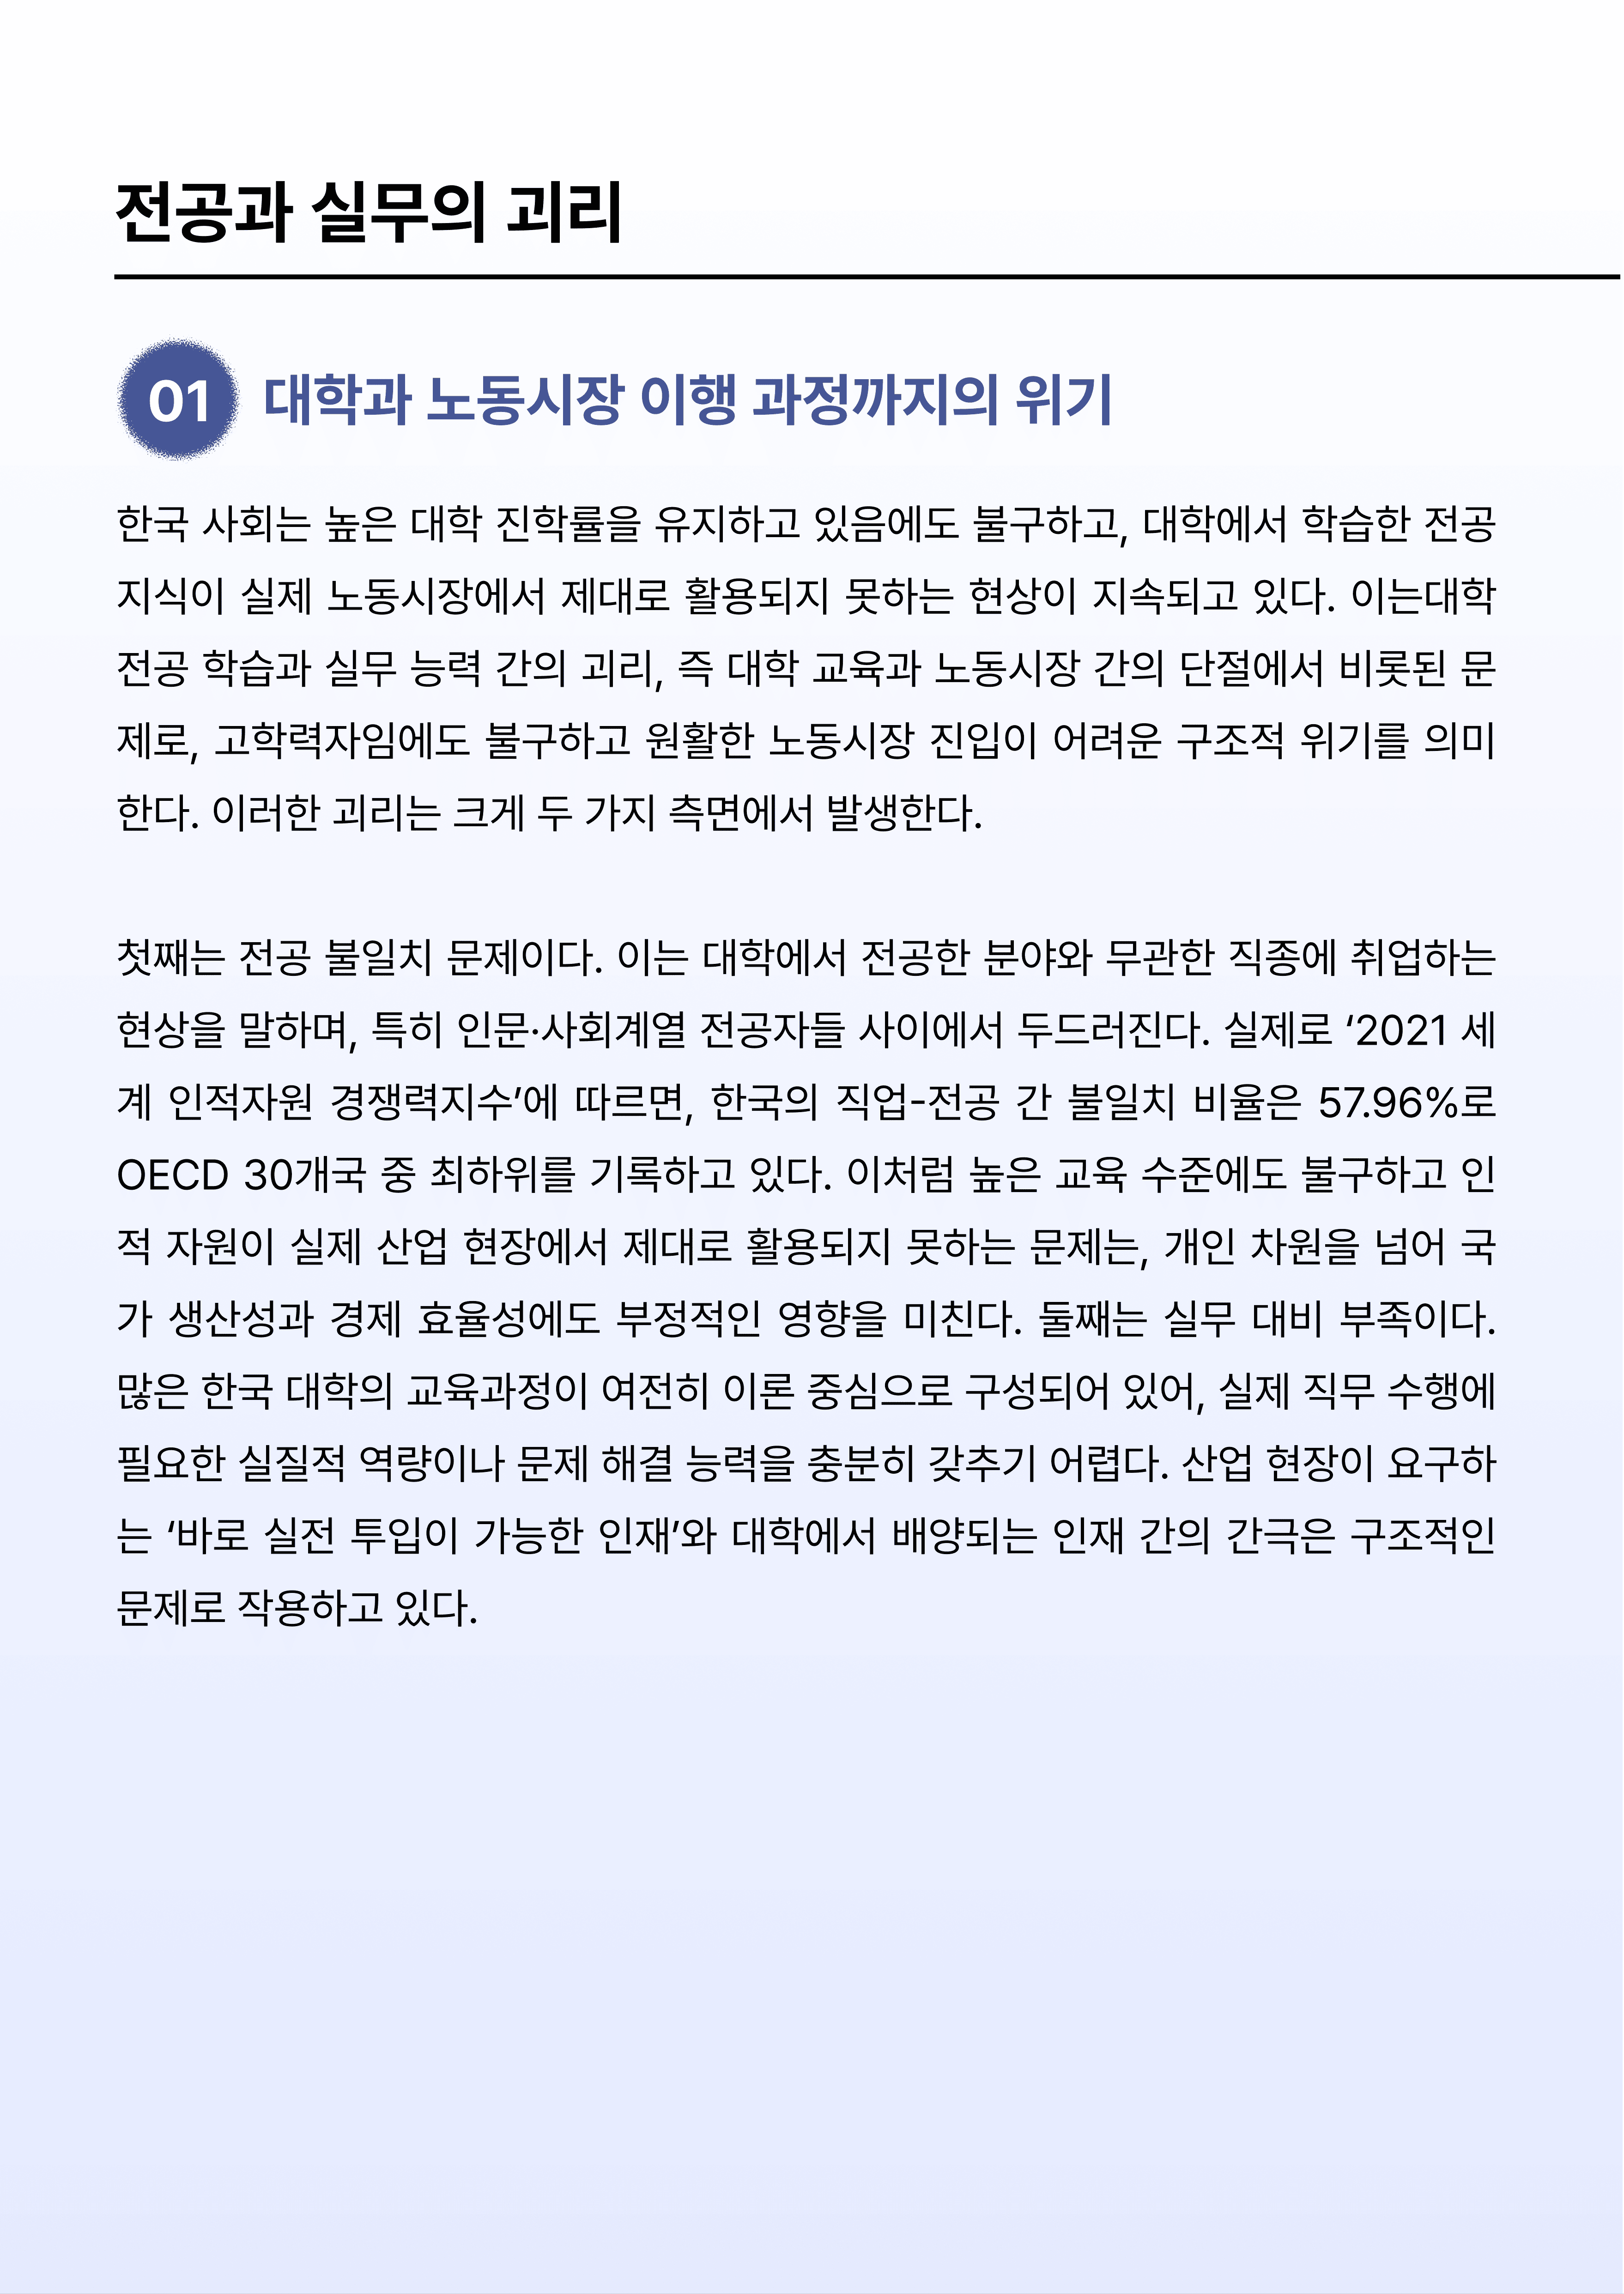 전공과 실무의 괴리
01 대학과 노동시장 이행 과정까지의 위기
한국 사회는 높은 대학 진학률을 유지하고 있음에도 불구하고, 대학에서 학습한 전공
지식이 실제 노동시장에서 제대로 활용되지 못하는 현상이 지속되고 있다. 이는대학
전공 학습과 실무 능력 간의 괴리, 즉 대학 교육과 노동시장 간의 단절에서 비롯된 문
제로, 고학력자임에도 불구하고 원활한 노동시장 진입이 어려운 구조적 위기를 의미
한다. 이러한 괴리는 크게 두 가지 측면에서 발생한다.
첫째는 전공 불일치 문제이다. 이는 대학에서 전공한 분야와 무관한 직종에 취업하는
현상을 말하며, 특히 인문·사회계열 전공자들 사이에서 두드러진다. 실제로 ‘2021 세
계 인적자원 경쟁력지수’에 따르면, 한국의 직업-전공 간 불일치 비율은 57.96%로
OECD 30개국 중 최하위를 기록하고 있다. 이처럼 높은 교육 수준에도 불구하고 인
적 자원이 실제 산업 현장에서 제대로 활용되지 못하는 문제는, 개인 차원을 넘어 국
가 생산성과 경제 효율성에도 부정적인 영향을 미친다. 둘째는 실무 대비 부족이다.
많은 한국 대학의 교육과정이 여전히 이론 중심으로 구성되어 있어, 실제 직무 수행에
필요한 실질적 역량이나 문제 해결 능력을 충분히 갖추기 어렵다. 산업 현장이 요구하
는 ‘바로 실전 투입이 가능한 인재’와 대학에서 배양되는 인재 간의 간극은 구조적인
문제로 작용하고 있다.